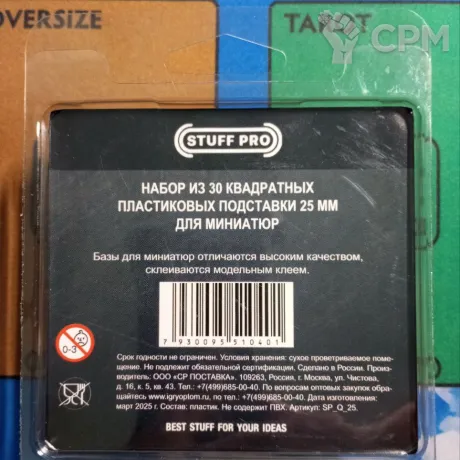 OVERSIZE
TAROT
CPM
STUFF PRO
НАБОР ИЗ 30 КВАДРАТНЫХ
ПЛАСТИКОВЫХ ПОДСТАВКИ 25 ММ
ДЛЯ МИНИАТЮР
Базы для миниатюр отличаются высоким качеством,
склеиваются модельным клеем.
7 930095 510401
0-3
Срок годности не ограничен. Условия хранения: сухое проветриваемое поме-
щение. Не подлежит обязательной сертификации. Сделано в России. Произ-
водитель: ООО «СР ПОСТАВКА», 109263, Россия, г. Москва, ул. Чистова,
д. 16, к. 5, кв. 43. Тел.: +7(499)685-00-40. По вопросам оптовых закупок обра-
щайтесь www.igryoptom.ru, тел.: +7(499)685-00-40. Дата изготовления:
март 2025 г. Состав: пластик. Не содержит ПВХ. Артикул: SP_Q_25.
BEST STUFF FOR YOUR IDEAS